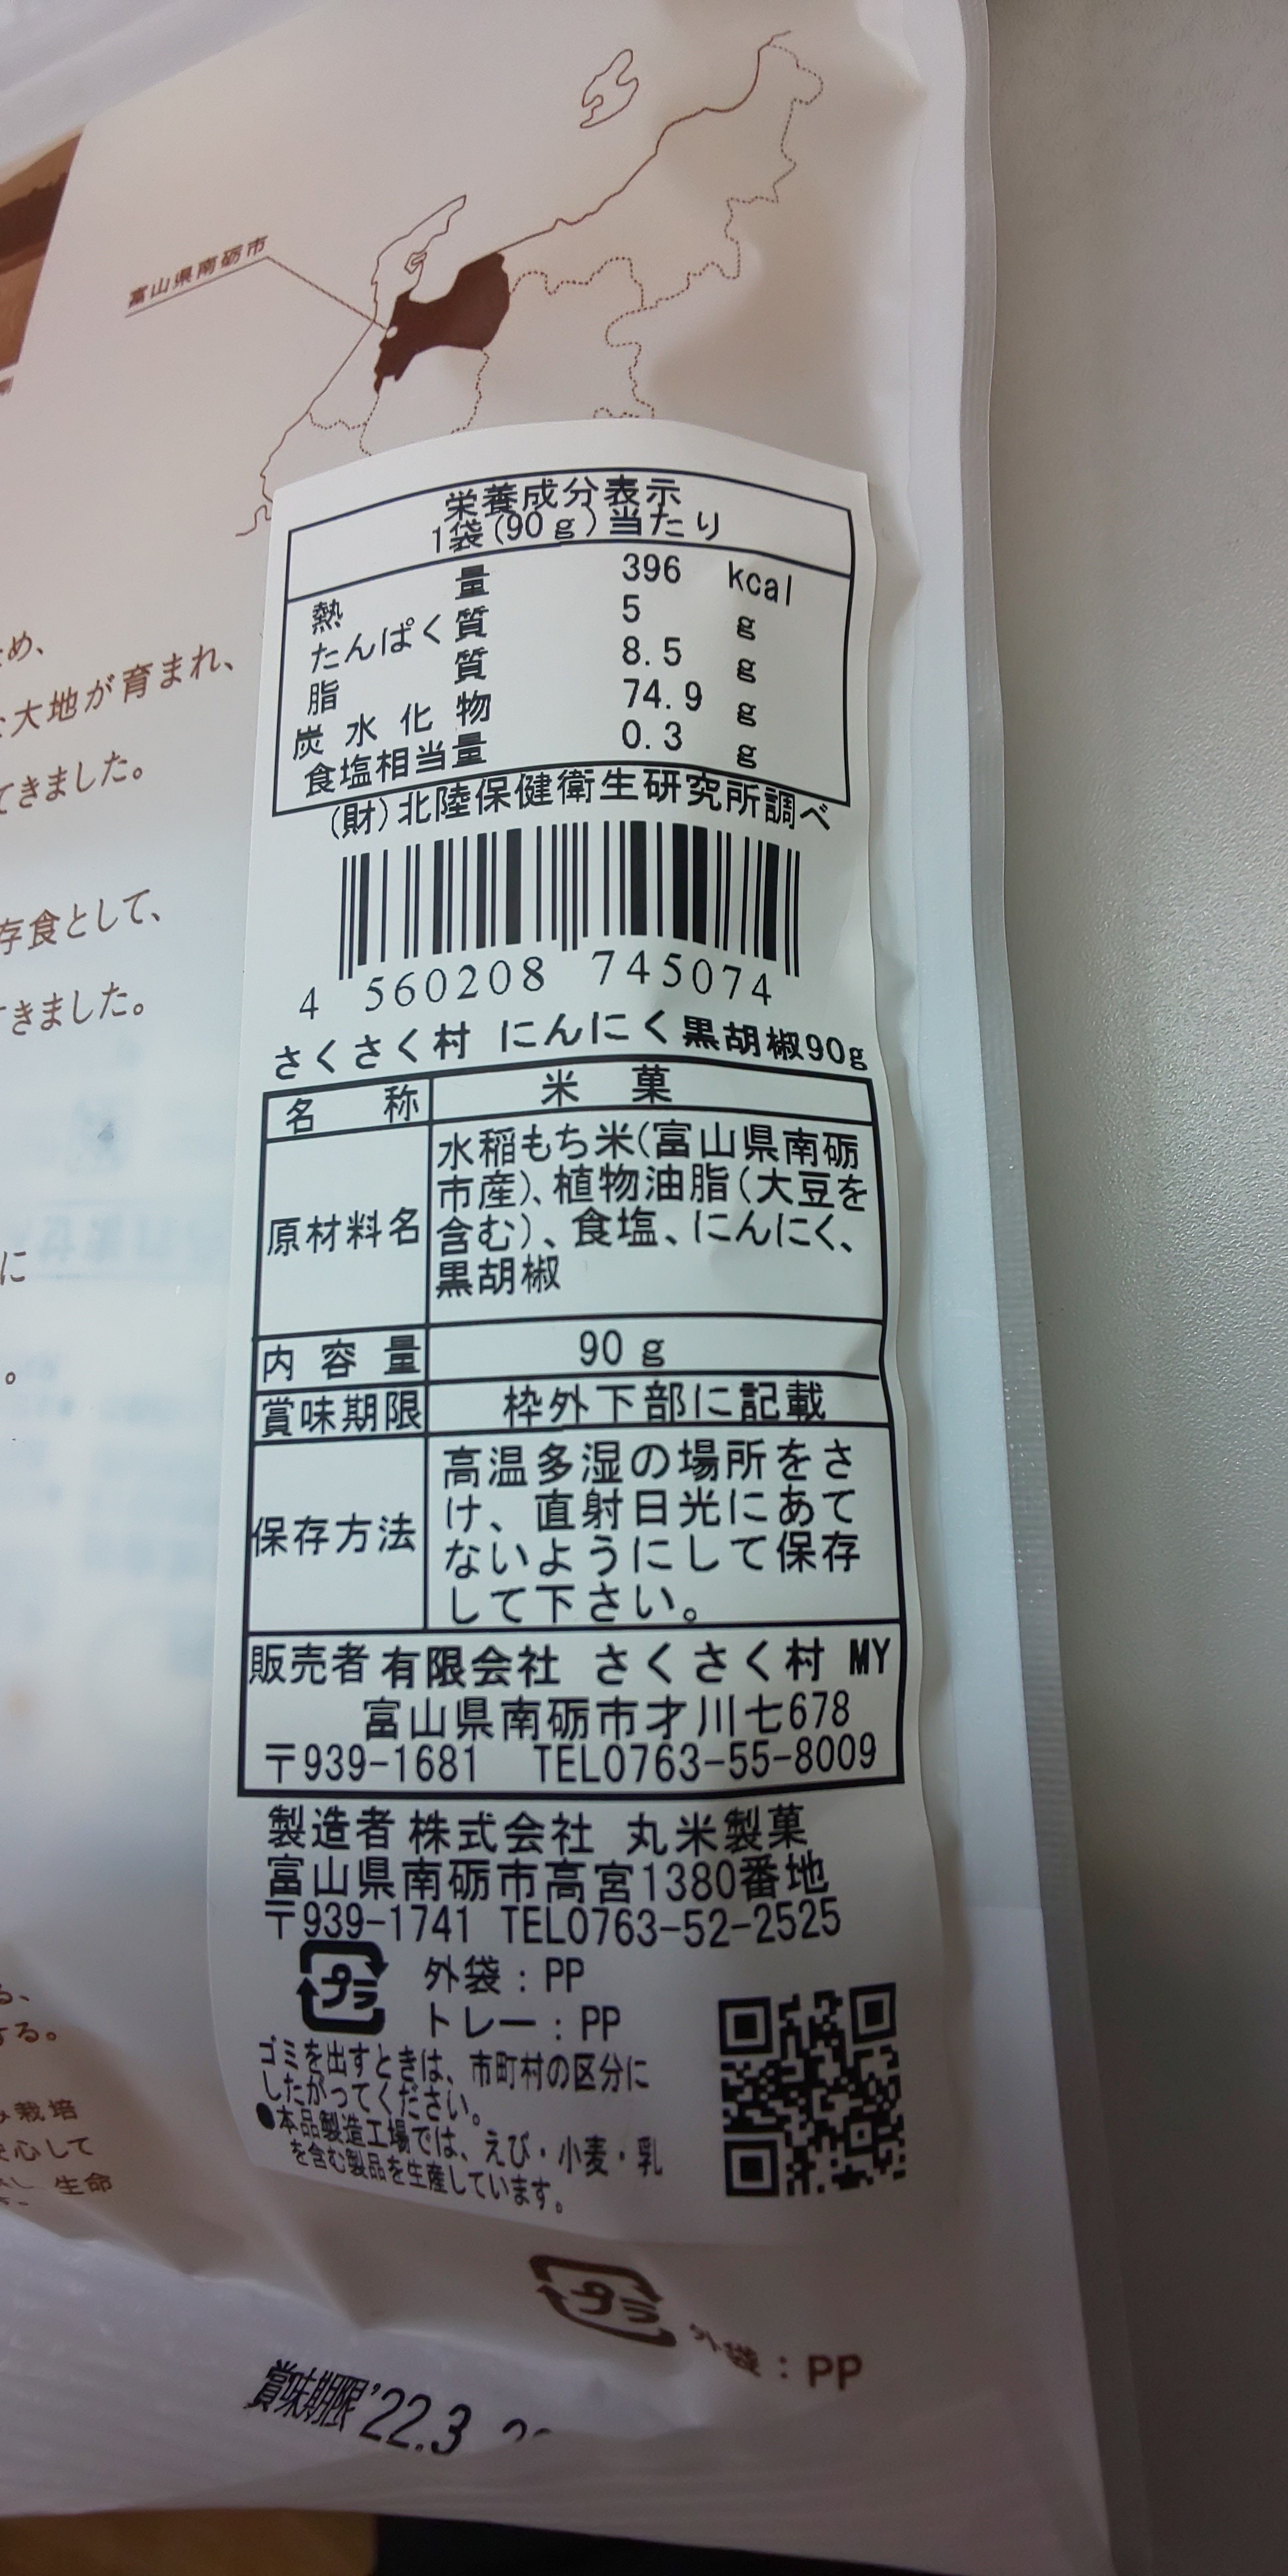 富山県南砺市
ため、
大地が育まれ、
てきました。
存食として、
きました。
に
。
る、
する。
栽培
安心して
生命
栄養成分表示
1袋(90g)当たり
熱量 396 kcal
たんぱく質 5 g
脂質 8.5 g
炭水化物 74.9 g
食塩相当量 0.3 g
(財)北陸保健衛生研究所調べ
4 560208 745074
さくさく村 にんにく黒胡椒90g
名称 米菓
原材料名 水稲もち米(富山県南砺
市産)、植物油脂(大豆を
含む)、食塩、にんにく、
黒胡椒
内容量 90g
賞味期限 枠外下部に記載
保存方法 高温多湿の場所をさ
け、直射日光にあて
ないようにして保存
して下さい。
販売者 有限会社 さくさく村 MY
富山県南砺市才川七678
〒939-1681 TEL0763-55-8009
製造者 株式会社 丸米製菓
富山県南砺市高宮1380番地
〒939-1741 TEL0763-52-2525
プラ 外袋:PP
トレー:PP
ゴミを出すときは、市町村の区分に
したがってください。
●本品製造工場では、えび・小麦・乳
を含む製品を生産しています。
プラ 外袋:PP
賞味期限'22.3